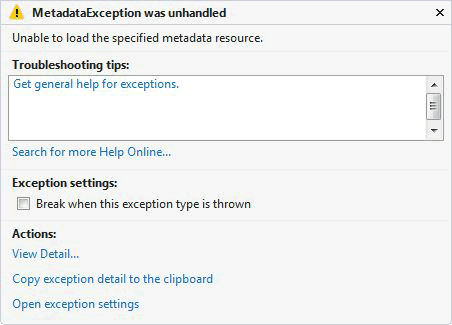 MetadataException was unhandled
Unable to load the specified metadata resource.
Troubleshooting tips:
Get general help for exceptions.
Search for more Help Online...
Exception settings:
Break when this exception type is thrown
Actions:
View Detail...
Copy exception detail to the clipboard
Open exception settings